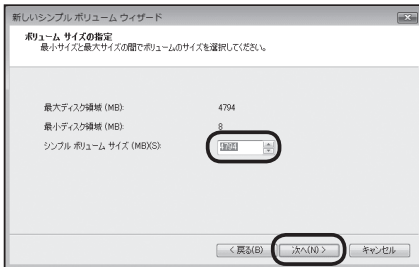 新しいシンプル ボリューム ウィザード
ボリューム サイズの指定
最小サイズと最大サイズの間でボリュームのサイズを選択してください。
最大ディスク領域 (MB): 4794
最小ディスク領域 (MB): 8
シンプル ボリューム サイズ (MB)(S): 4794
< 戻る(B) 次へ(N) > キャンセル